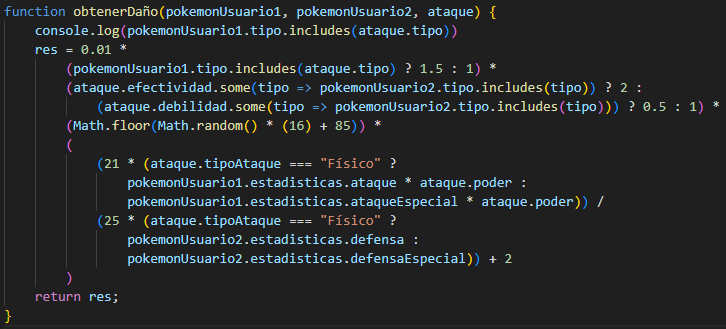 function obtenerDaño(pokemonUsuario1, pokemonUsuario2, ataque) {
    console.log(pokemonUsuario1.tipo.includes(ataque.tipo))
    res = 0.01 *
        (pokemonUsuario1.tipo.includes(ataque.tipo) ? 1.5 : 1) *
        (ataque.efectividad.some(tipo => pokemonUsuario2.tipo.includes(tipo)) ? 2 :
            (ataque.debilidad.some(tipo => pokemonUsuario2.tipo.includes(tipo))) ? 0.5 : 1) *
        (Math.floor(Math.random() * (16) + 85)) *
        (
            (21 * (ataque.tipoAtaque === "Físico" ?
                pokemonUsuario1.estadisticas.ataque * ataque.poder :
                pokemonUsuario1.estadisticas.ataqueEspecial * ataque.poder)) /
            (25 * (ataque.tipoAtaque === "Físico" ?
                pokemonUsuario2.estadisticas.defensa :
                pokemonUsuario2.estadisticas.defensaEspecial)) + 2
        )
    return res;
}